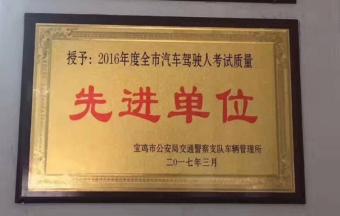 授予：2016年度全市汽车驾驶人考试质量
先进单位
宝鸡市公安局交通警察支队车辆管理所
二〇一七年三月